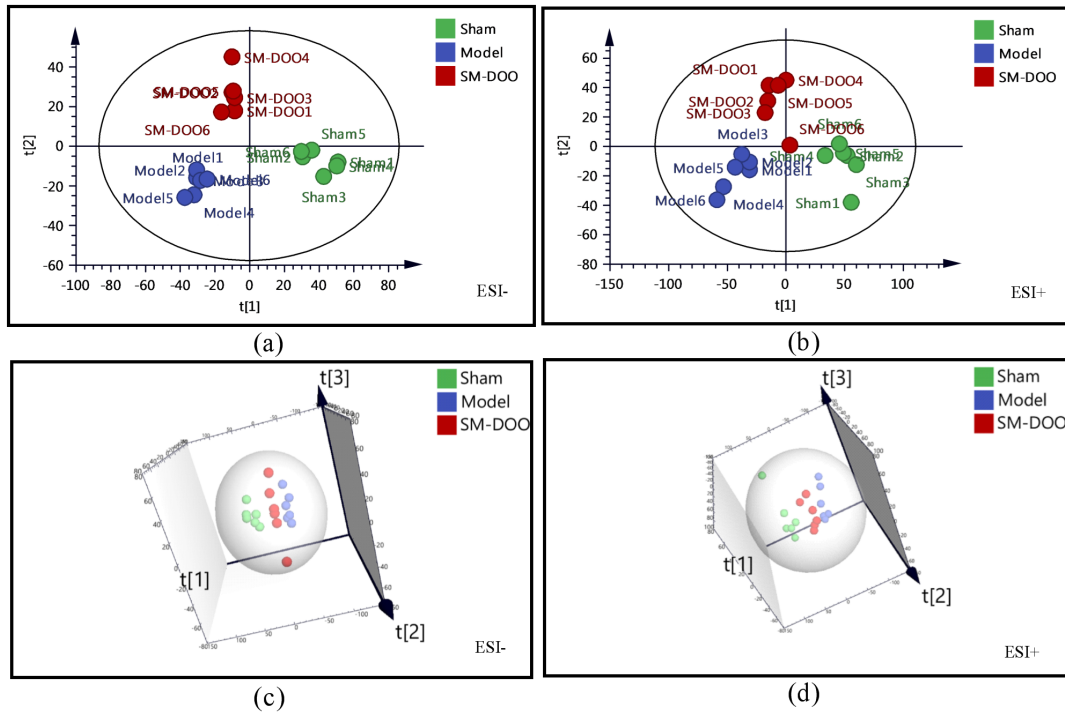 Sham
Model
SM-DOO
t[2]
40
20
0
-20
-40
-60
SM-DOO4
SM-DOO5
SM-DOO2
SM-DOO3
SM-DOO1
SM-DOO6
Sham5
Sham6
Sham2
Sham1
Sham4
Sham3
Model1
Model2
Model6
Model5
Model4
-100 -80 -60 -40 -20 0 20 40 60 80
t[1]
ESI-
(a)
Sham
Model
SM-DOO
t[2]
60
40
20
0
-20
-40
-60
-80
SM-DOO1
SM-DOO4
SM-DOO2
SM-DOO5
SM-DOO3
SM-DOO6
Sham6
Model3
Sham4
Sham5
Sham2
Model2
Model5
Model1
Sham3
Sham1
Model6
Model4
-150 -100 -50 0 50 100
t[1]
ESI+
(b)
Sham
Model
SM-DOO
t[3]
t[1]
t[2]
ESI-
(c)
Sham
Model
SM-DOO
t[3]
t[1]
t[2]
ESI+
(d)